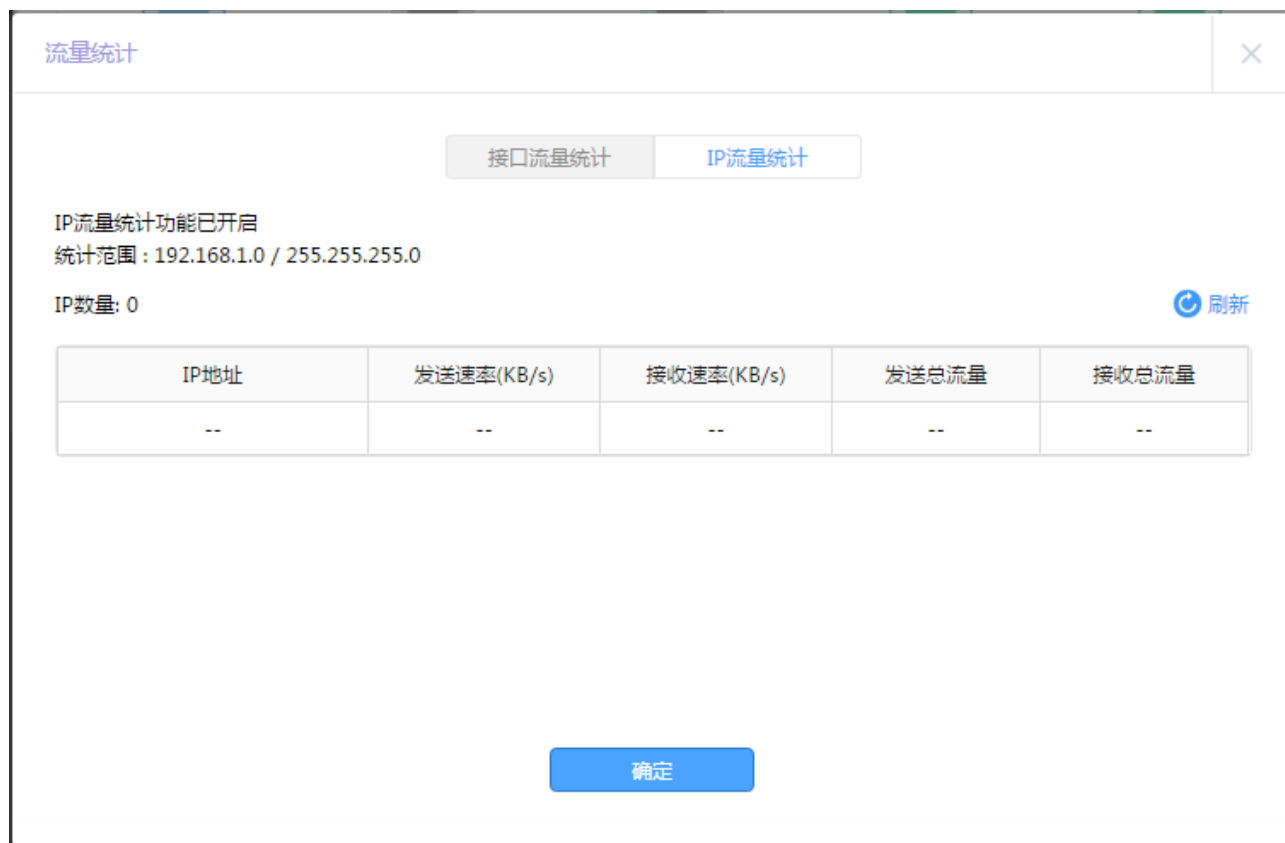 流量统计
接口流量统计 IP流量统计
IP流量统计功能已开启
统计范围 : 192.168.1.0 / 255.255.255.0
IP数量: 0 刷新
IP地址 发送速率(KB/s) 接收速率(KB/s) 发送总流量 接收总流量
-- -- -- -- --
确定